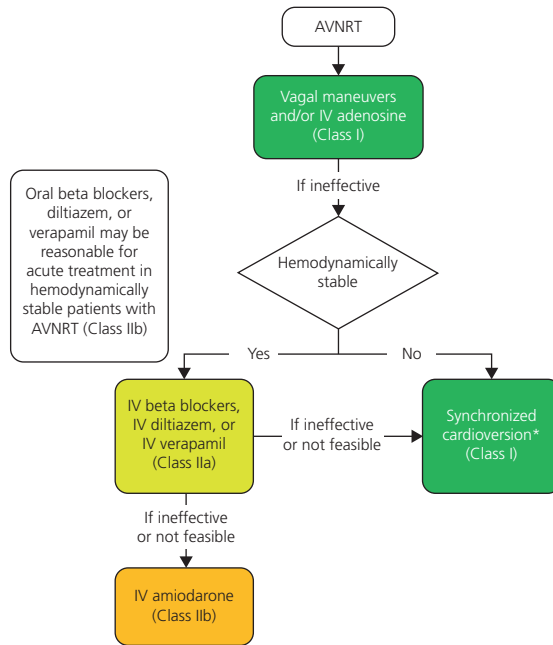 AVNRT
Vagal maneuvers
and/or IV adenosine
(Class I)
If ineffective
Oral beta blockers,
diltiazem, or
verapamil may be
reasonable for
acute treatment in
hemodynamically
stable patients with
AVNRT (Class IIb)
Hemodynamically
stable
Yes
No
IV beta blockers,
IV diltiazem, or
IV verapamil
(Class IIa)
If ineffective
or not feasible
Synchronized
cardioversion*
(Class I)
If ineffective
or not feasible
IV amiodarone
(Class IIb)